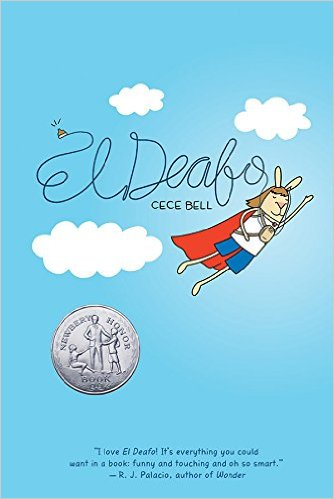 El Deafo
CECE BELL
NEWBERY HONOR
BOOK
"I love El Deafo! It's everything you could
want in a book: funny and touching and oh so smart."
— R. J. Palacio, author of Wonder